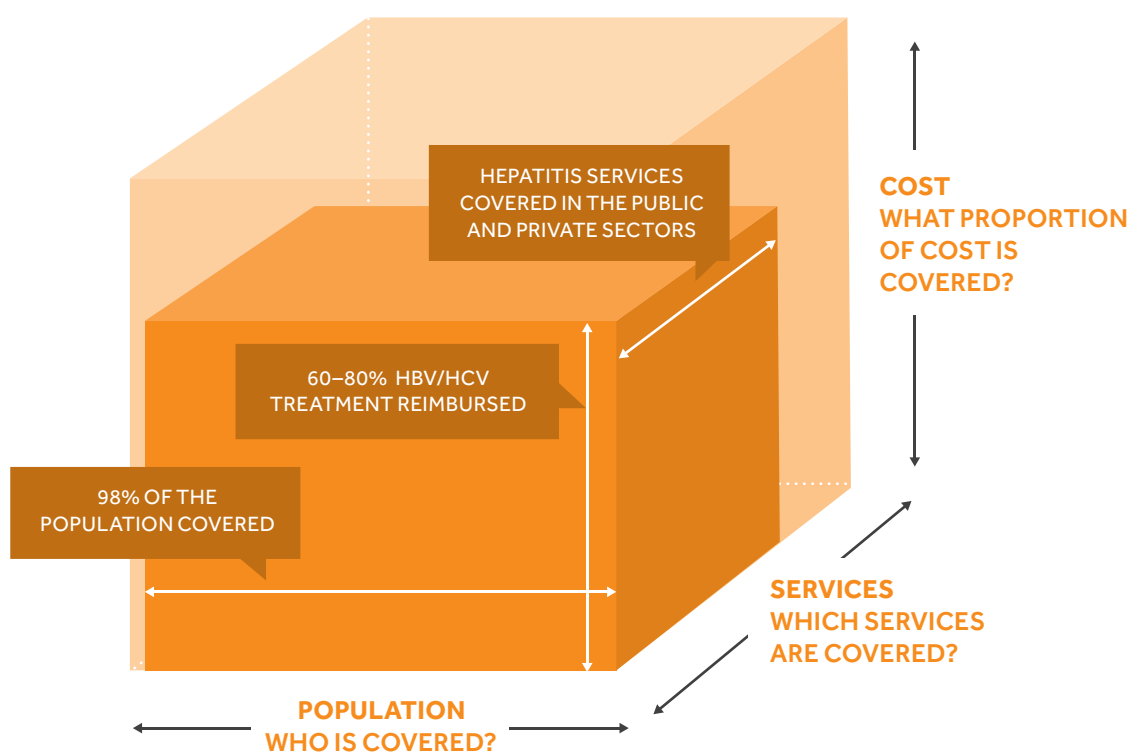 HEPATITIS SERVICES
COVERED IN THE PUBLIC
AND PRIVATE SECTORS
COST
WHAT PROPORTION
OF COST IS
COVERED?
60–80% HBV/HCV
TREATMENT REIMBURSED
98% OF THE
POPULATION COVERED
SERVICES
WHICH SERVICES
ARE COVERED?
POPULATION
WHO IS COVERED?